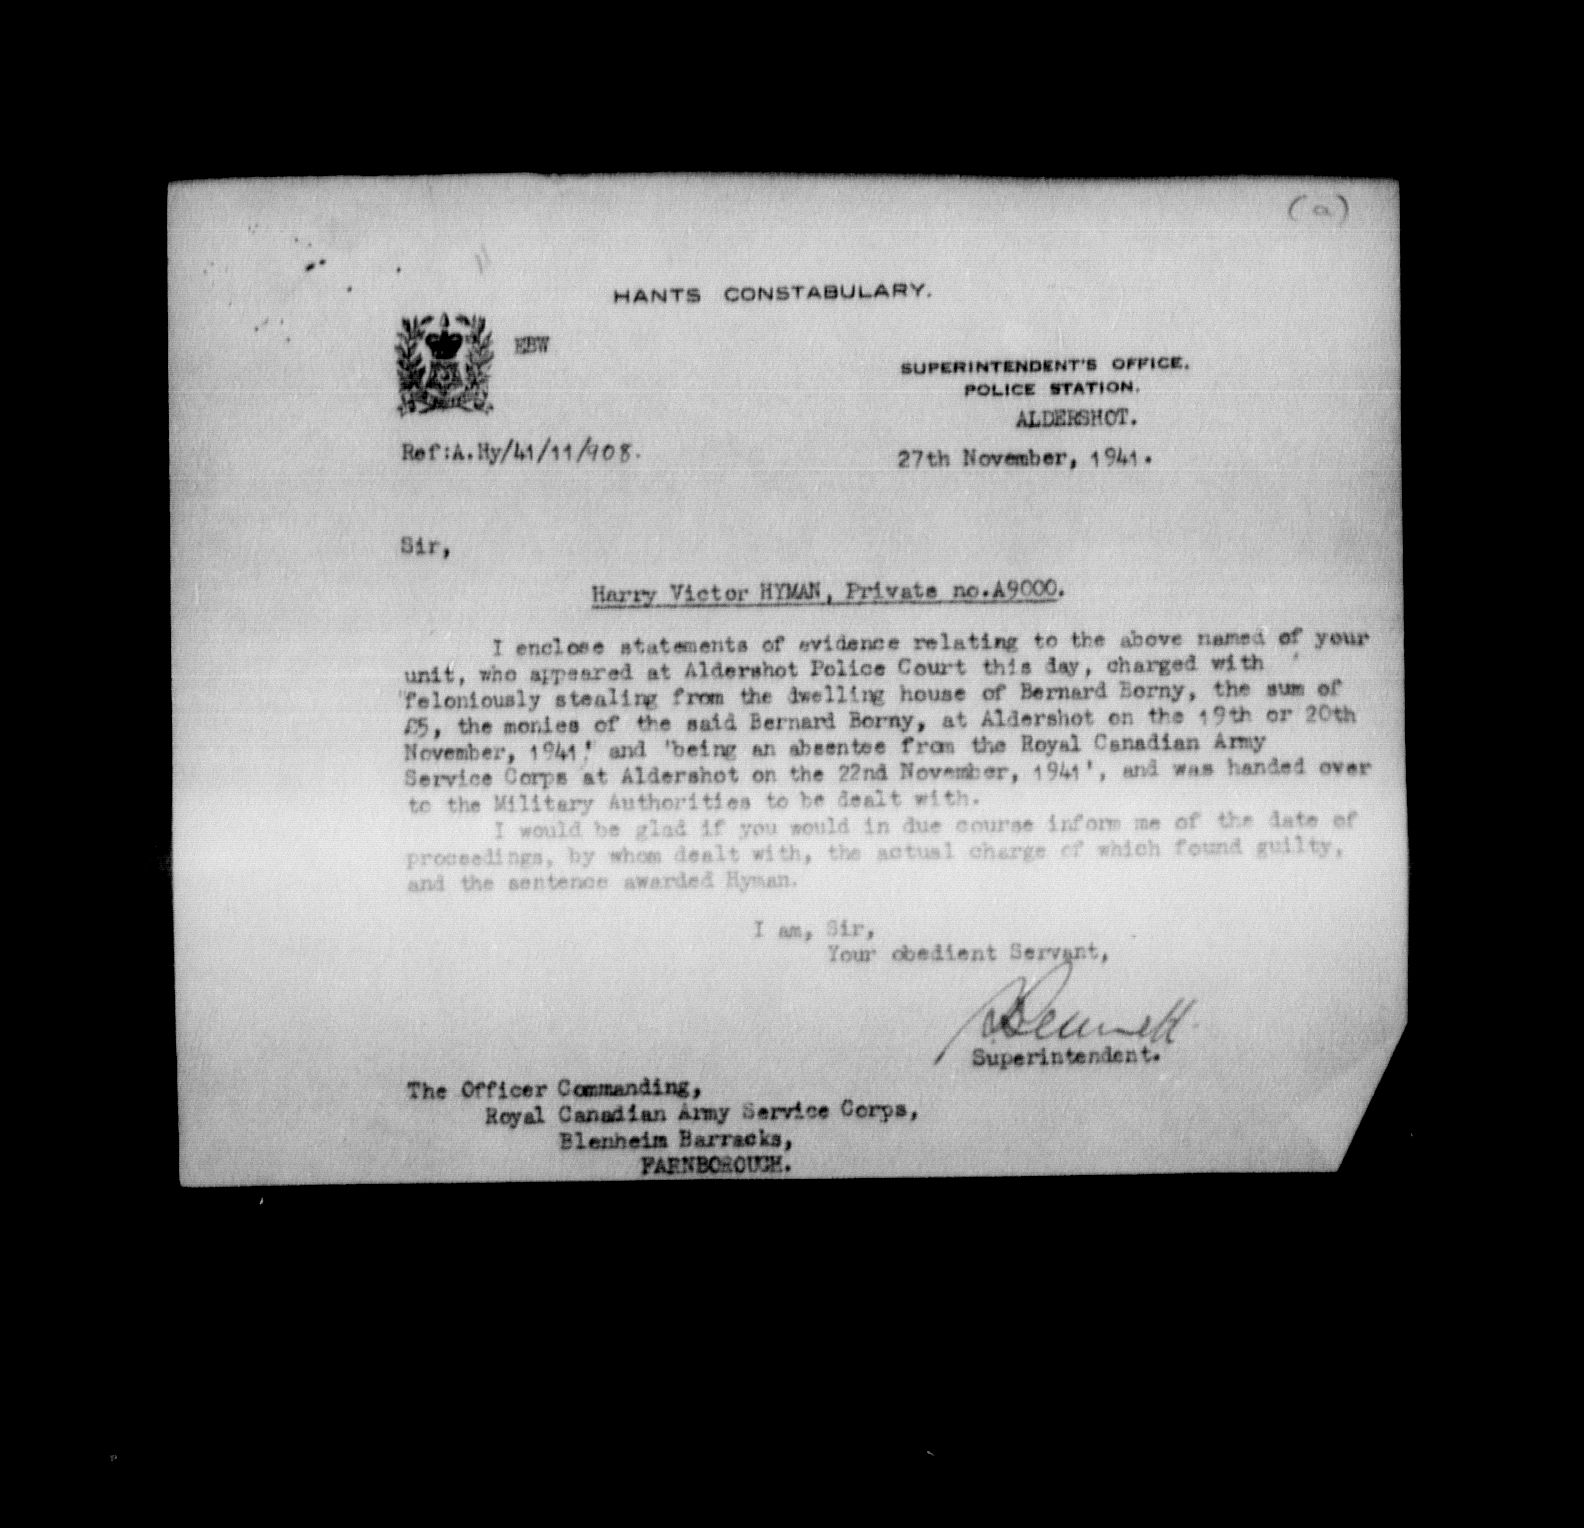 (a)
HANTS CONSTABULARY.
EBW
SUPERINTENDENT'S OFFICE.
POLICE STATION.
ALDERSHOT.
Ref:A.Hy/41/11/908.
27th November, 1941.
Sir,
Harry Victor HYMAN, Private no.A9000.
I enclose statements of evidence relating to the above named of your
unit, who appeared at Aldershot Police Court this day, charged with
'feloniously stealing from the dwelling house of Bernard Borny, the sum of
£5, the monies of the said Bernard Borny, at Aldershot on the 19th or 20th
November, 1941,' and 'being an absentee from the Royal Canadian Army
Service Corps at Aldershot on the 22nd November, 1941', and was handed over
to the Military Authorities to be dealt with.
I would be glad if you would in due course inform me of the date of
proceedings, by whom dealt with, the actual charge of which found guilty,
and the sentence awarded Hyman.
I am, Sir,
Your obedient Servant,
Superintendent.
The Officer Commanding,
Royal Canadian Army Service Corps,
Blenheim Barracks,
FARNBOROUGH.